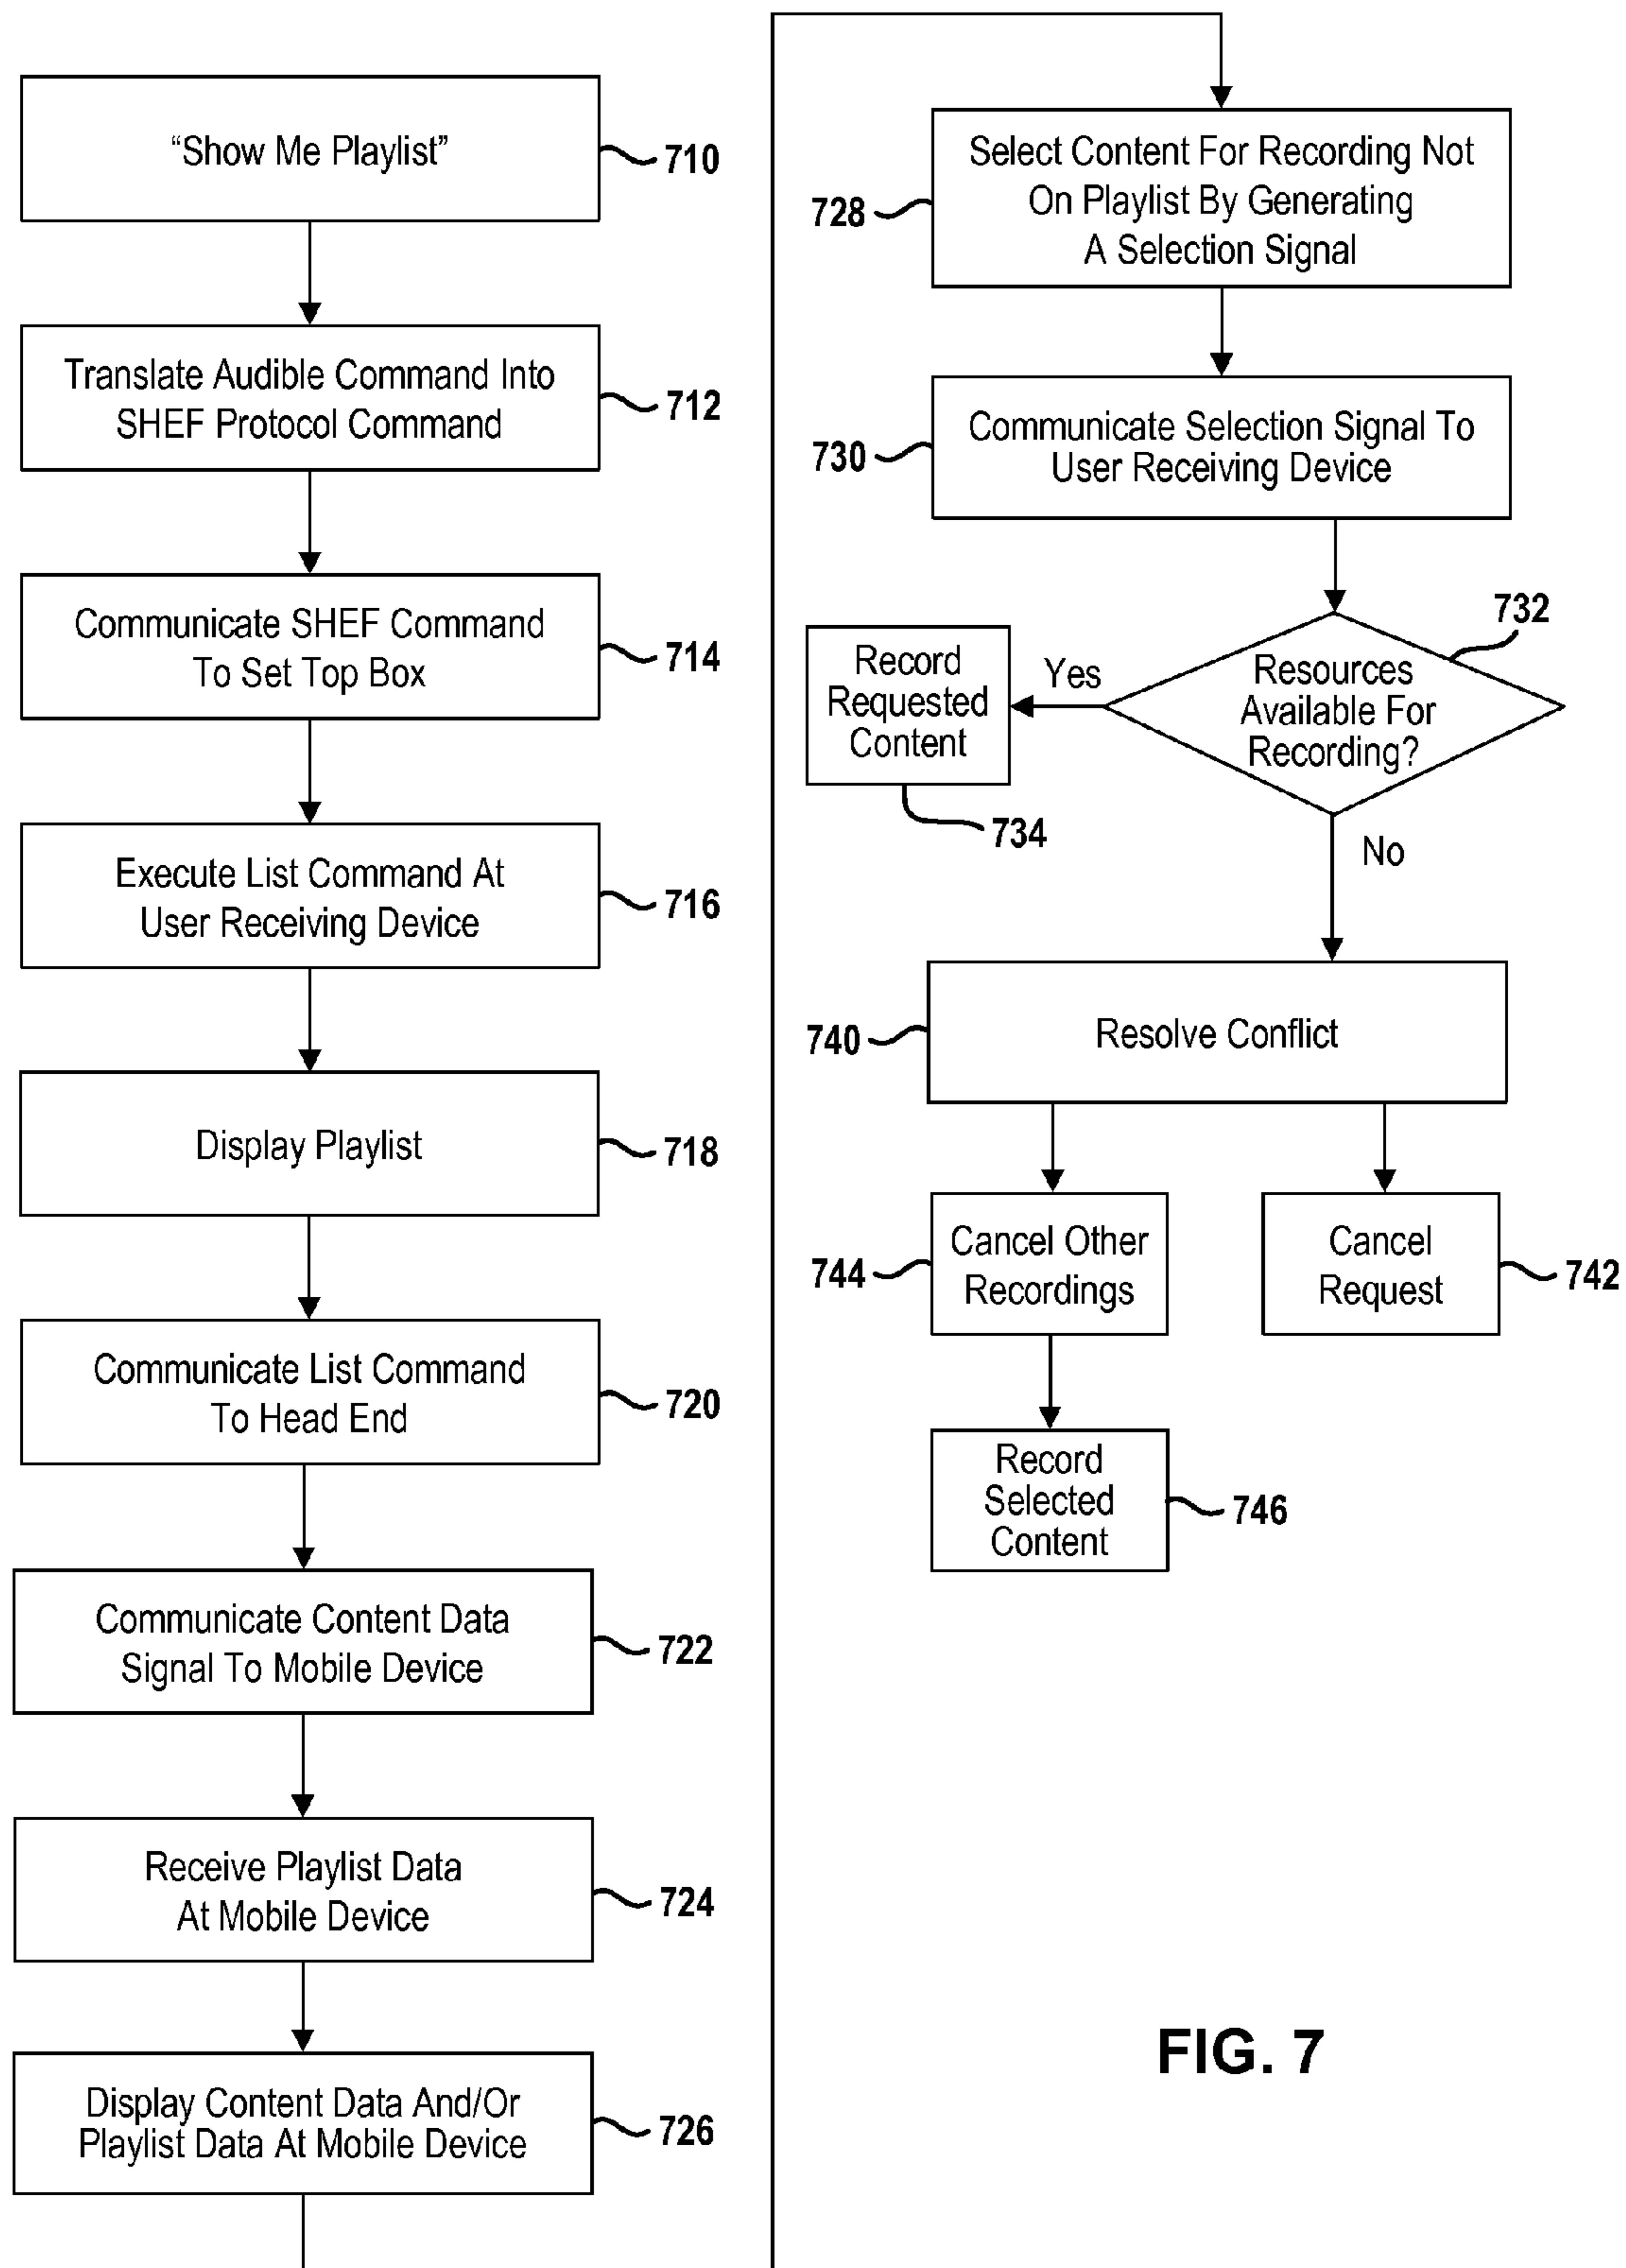 “Show Me Playlist”
710
Translate Audible Command Into
SHEF Protocol Command
712
Communicate SHEF Command
To Set Top Box
714
Execute List Command At
User Receiving Device
716
Display Playlist
718
Communicate List Command
To Head End
720
Communicate Content Data
Signal To Mobile Device
722
Receive Playlist Data
At Mobile Device
724
Display Content Data And/Or
Playlist Data At Mobile Device
726
Select Content For Recording Not
On Playlist By Generating
A Selection Signal
728
Communicate Selection Signal To
User Receiving Device
730
Resources
Available For
Recording?
732
Yes
Record
Requested
Content
734
No
Resolve Conflict
740
Cancel Other
Recordings
744
Cancel
Request
742
Record
Selected
Content
746
FIG. 7